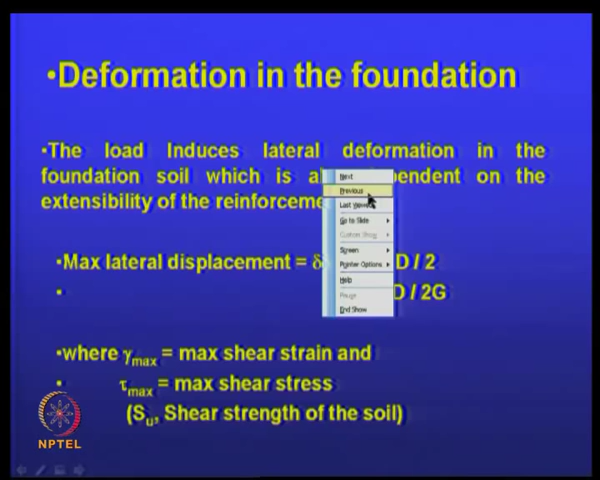 •Deformation in the foundation
•The load Induces lateral deformation in the
foundation soil which is al pendent on the
extensibility of the reinforceme
•Max lateral displacement = δ D / 2
• D / 2G
•where γmax = max shear strain and
• τmax = max shear stress
(Su, Shear strength of the soil)
Next
Previous
Last Viewed
Go to Slide
Custom Show
Screen
Pointer Options
Help
Pause
End Show
NPTEL